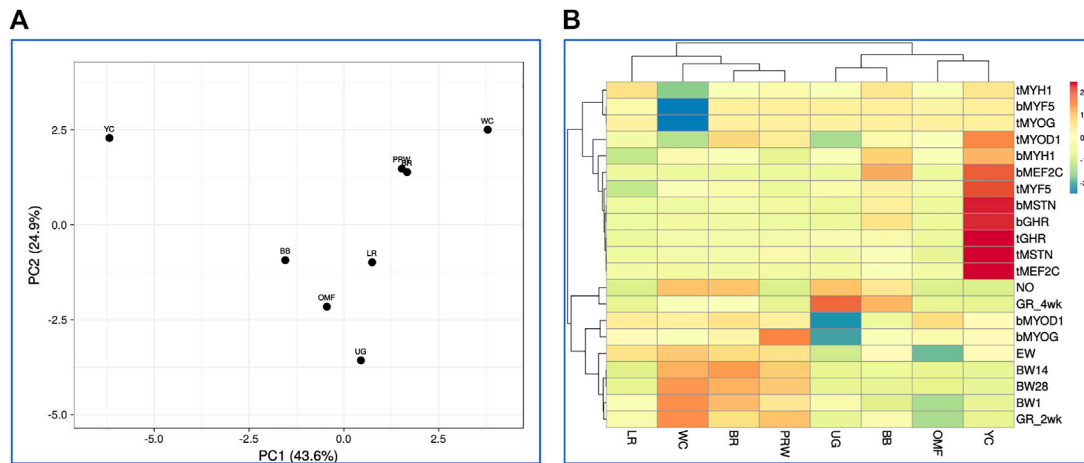 A
B
YC
WC
PRW
BR
BB
LR
OMF
UG
2.5
0.0
-2.5
-5.0
PC2 (24.9%)
-5.0
-2.5
0.0
2.5
PC1 (43.6%)
tMYH1
bMYF5
tMYOG
tMYOD1
bMYH1
bMEF2C
tMYF5
bMSTN
bGHR
tGHR
tMSTN
tMEF2C
NO
GR_4wk
bMYOD1
bMYOG
EW
BW14
BW28
BW1
GR_2wk
LR
WC
BR
PRW
UG
BB
OMF
YC
2
1
0